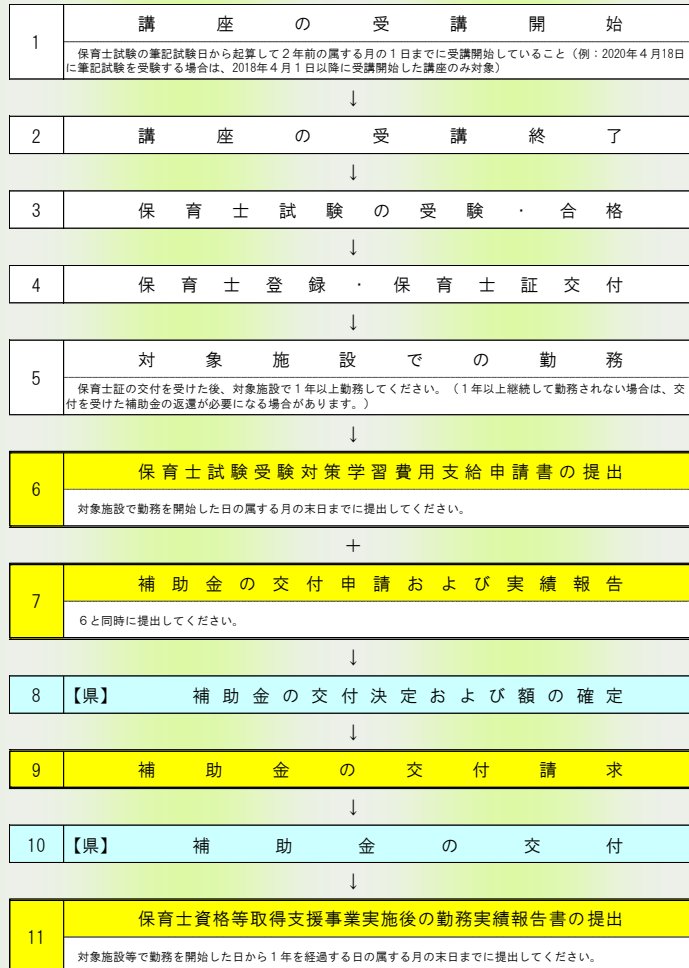 1
講座の受講開始
保育士試験の筆記試験日から起算して２年前の属する月の１日までに受講開始していること（例：2020年４月18日
に筆記試験を受験する場合は、2018年４月１日以降に受講開始した講座のみ対象）
↓
2
講座の受講終了
↓
3
保育士試験の受験・合格
↓
4
保育士登録・保育士証交付
↓
5
対象施設での勤務
保育士証の交付を受けた後、対象施設で１年以上勤務してください。（１年以上継続して勤務されない場合は、交
付を受けた補助金の返還が必要になる場合があります。）
↓
6
保育士試験受験対策学習費用支給申請書の提出
対象施設で勤務を開始した日の属する月の末日までに提出してください。
＋
7
補助金の交付申請および実績報告
６と同時に提出してください。
↓
8
【県】 補助金の交付決定および額の確定
↓
9
補助金の交付請求
↓
10
【県】 補助金の交付
↓
11
保育士資格等取得支援事業実施後の勤務実績報告書の提出
対象施設等で勤務を開始した日から１年を経過する日の属する月の末日までに提出してください。